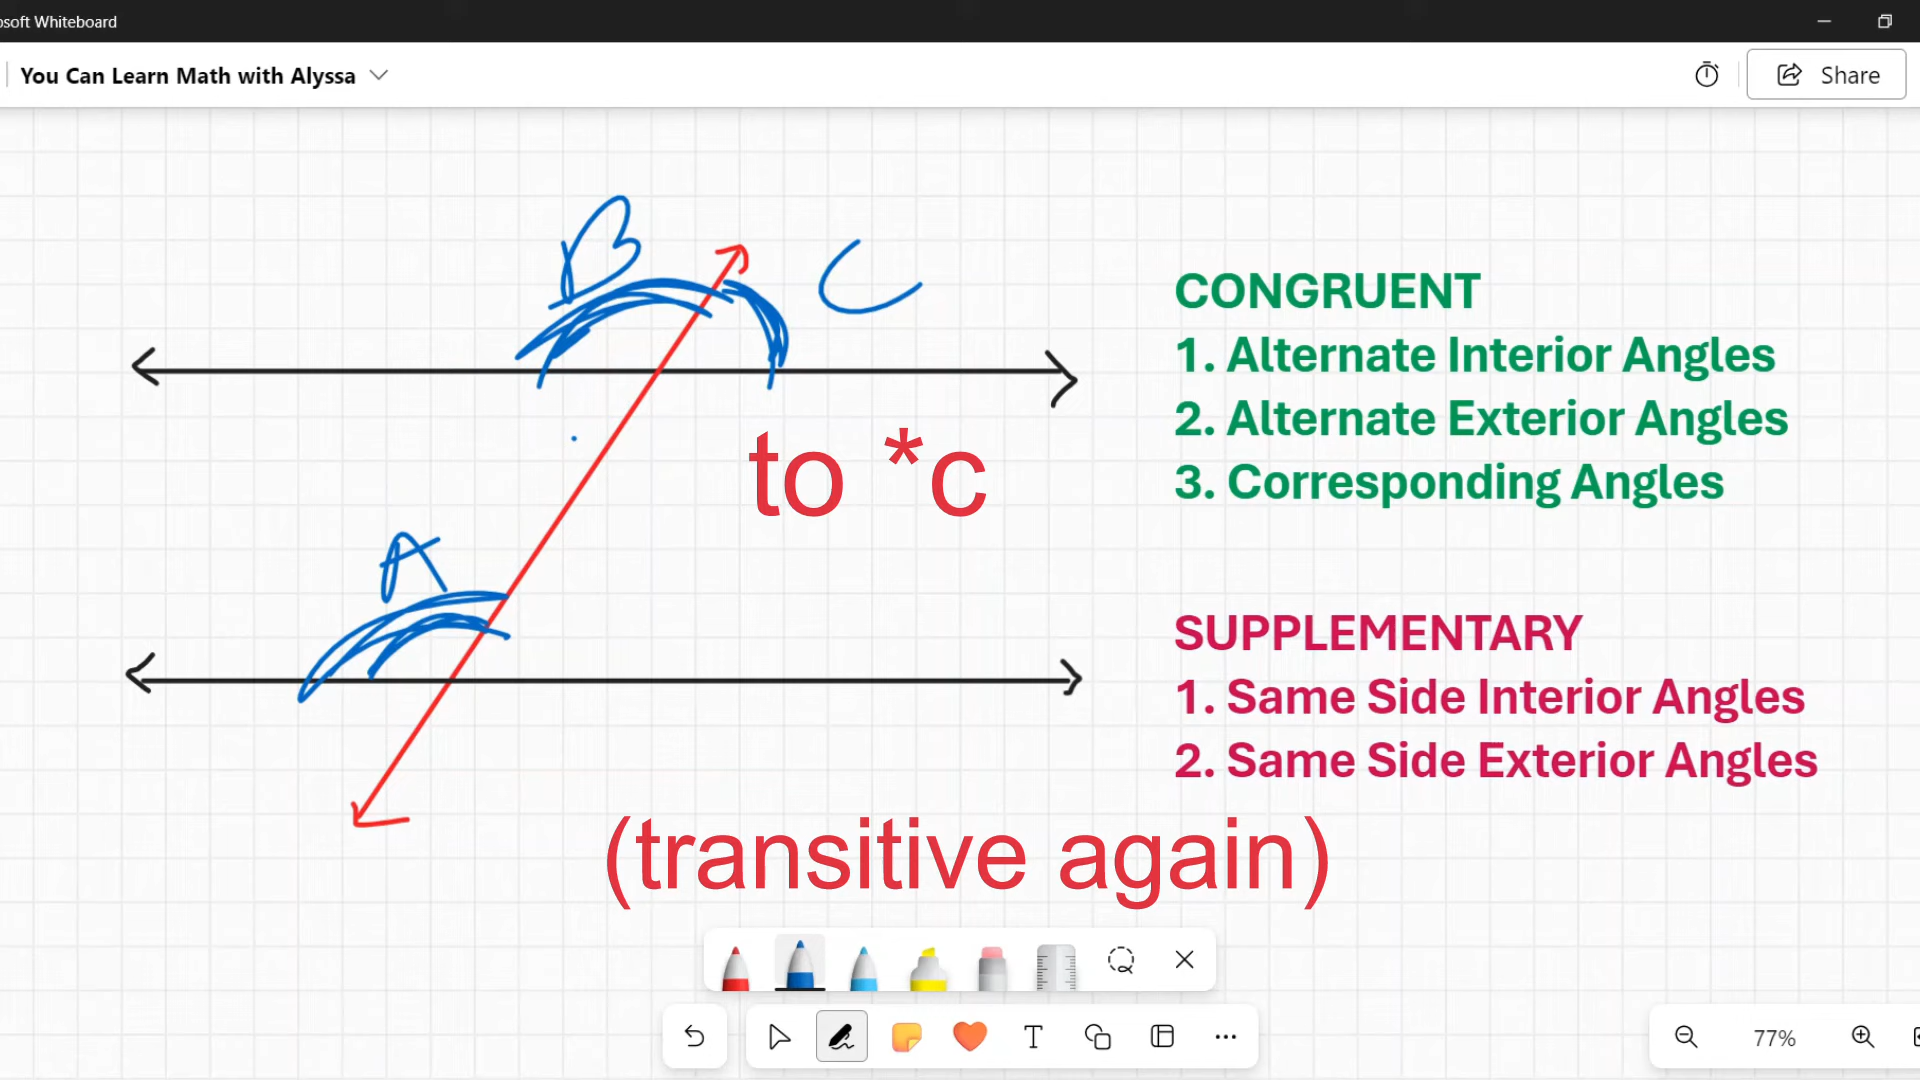 osoft Whiteboard
You Can Learn Math with Alyssa
Share
B
C
A
to *c
CONGRUENT
1. Alternate Interior Angles
2. Alternate Exterior Angles
3. Corresponding Angles
SUPPLEMENTARY
1. Same Side Interior Angles
2. Same Side Exterior Angles
(transitive again)
77%